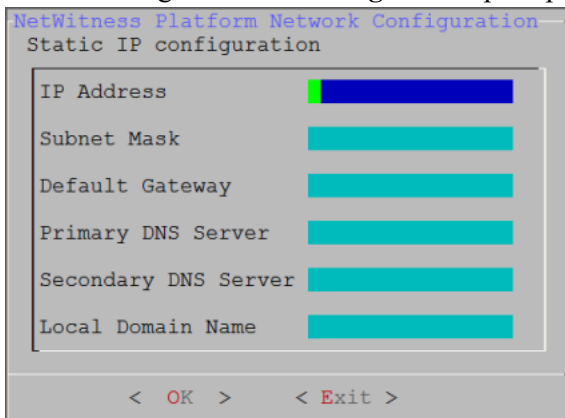 NetWitness Platform Network Configuration
Static IP configuration
IP Address
Subnet Mask
Default Gateway
Primary DNS Server
Secondary DNS Server
Local Domain Name
< OK > < Exit >